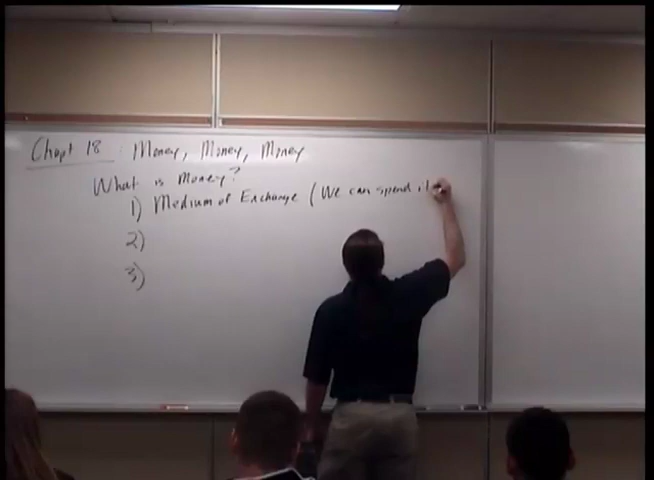 Chapt 18 Money, Money, Money
What is Money?
1) Medium of Exchange (We can spend it
2)
3)